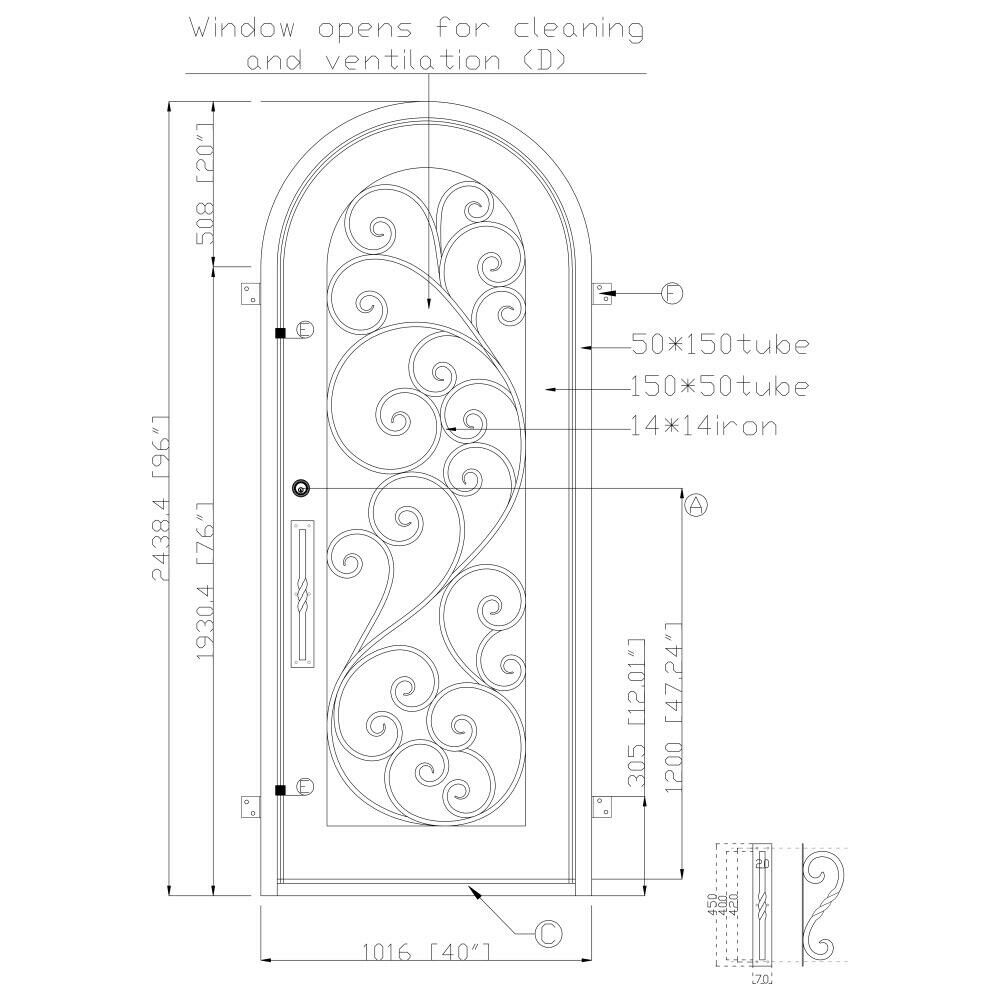 Window opens for cleaning
and ventilation (D)
508 [20"]
F
E
50*150tube
150*50tube
14*14iron
2438.4 [96"]
1930.4 [76"]
A
305 [12.01"]
1200 [47.24"]
E
C
1016 [40"]
20
450
400
420
70